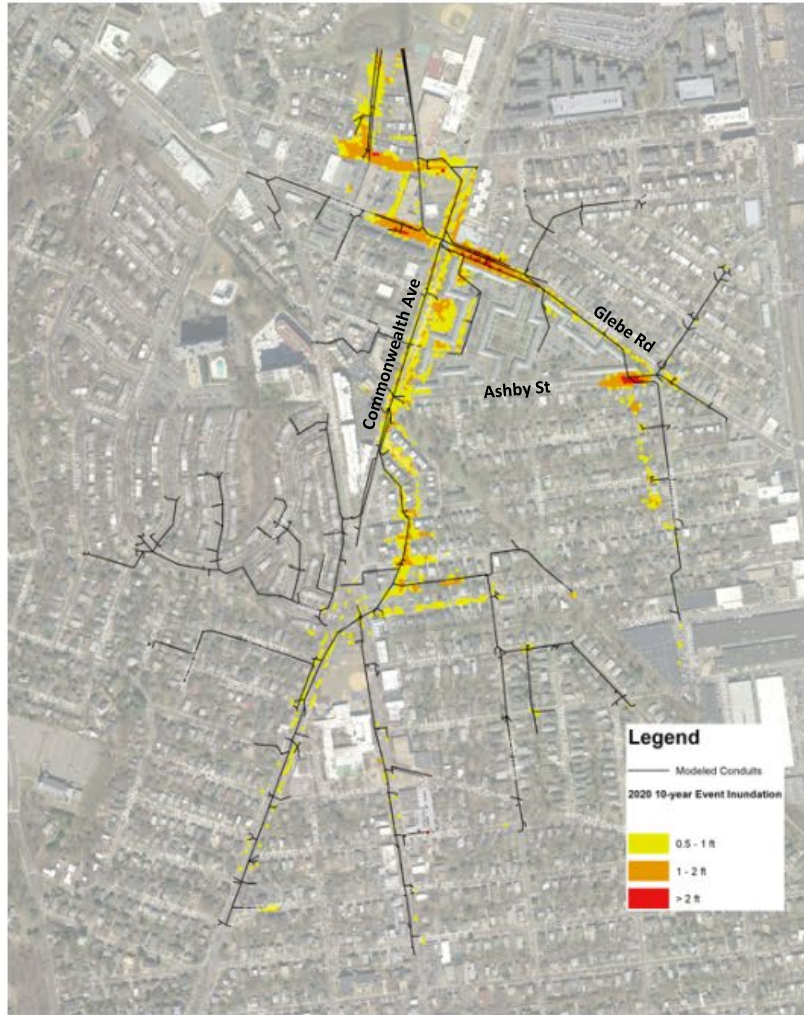 Commonwealth Ave
Glebe Rd
Ashby St
Legend
Modeled Conduits
2020 10-year Event Inundation
0.5 - 1 ft
1 - 2 ft
> 2 ft